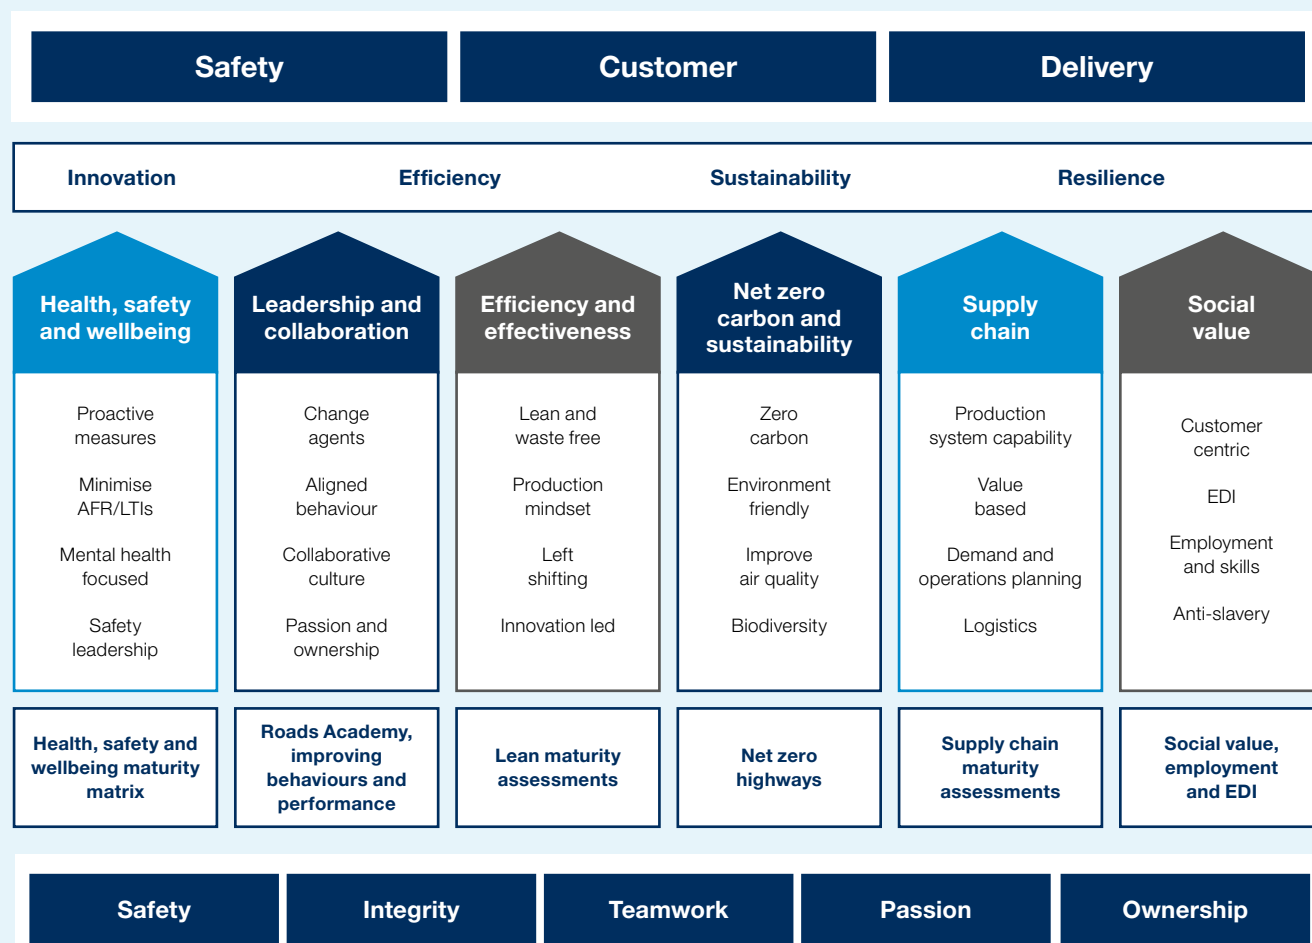 Safety
Customer
Delivery
Innovation
Efficiency
Sustainability
Resilience
Health, safety
and wellbeing
Proactive
measures
Minimise
AFR/LTIs
Mental health
focused
Safety
leadership
Health, safety and
wellbeing maturity
matrix
Leadership and
collaboration
Change
agents
Aligned
behaviour
Collaborative
culture
Passion and
ownership
Roads Academy,
improving
behaviours and
performance
Efficiency and
effectiveness
Lean and
waste free
Production
mindset
Left
shifting
Innovation led
Lean maturity
assessments
Net zero
carbon and
sustainability
Zero
carbon
Environment
friendly
Improve
air quality
Biodiversity
Net zero
highways
Supply
chain
Production
system capability
Value
based
Demand and
operations planning
Logistics
Supply chain
maturity
assessments
Social
value
Customer
centric
EDI
Employment
and skills
Anti-slavery
Social value,
employment
and EDI
Safety
Integrity
Teamwork
Passion
Ownership